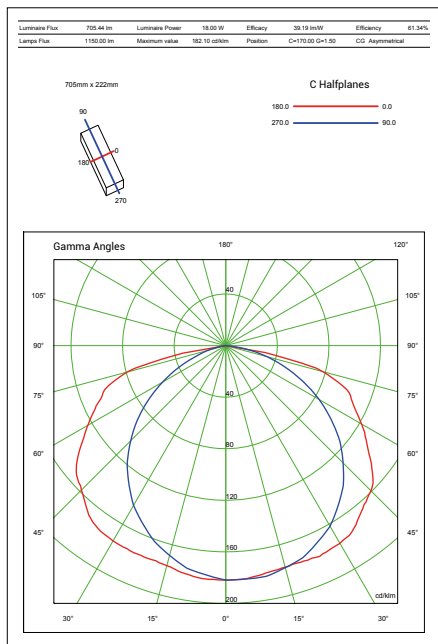 Luminaire Flux 705.44 lm Luminaire Power 18.00 W Efficacy 39.19 lm/W Efficiency 61.34%
Lamps Flux 1150.00 lm Maximum value 182.10 cd/klm Position C=170.00 G=1.50 CG Asymmetrical
705mm x 222mm
C Halfplanes
90
180.0 0.0
270.0 90.0
0
180
270
Gamma Angles 180° 120°
40
105° 105°
90° 90°
40
75° 75°
80
60° 60°
120
45° 45°
160
200 cd/klm
30° 15° 0° 15° 30°